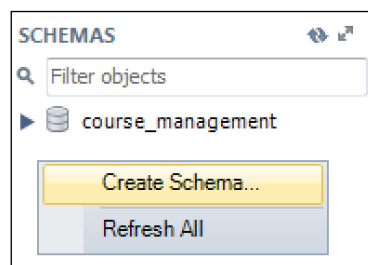 SCHEMAS
Filter objects
course_management
Create Schema...
Refresh All